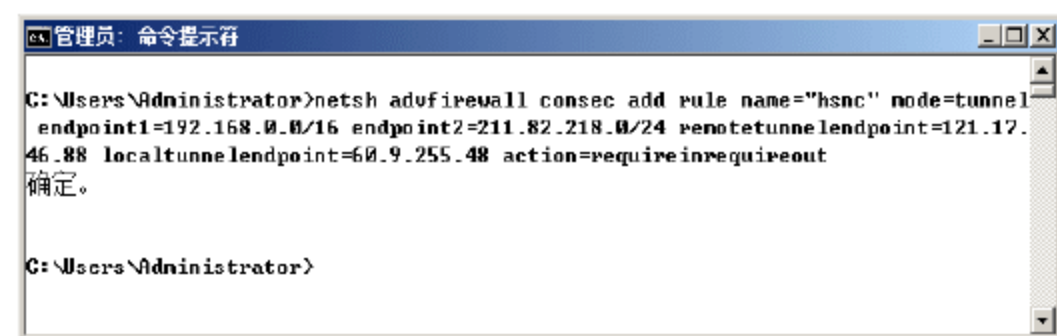 管理员：命令提示符
C:\Users\Administrator>netsh advfirewall consec add rule name="hsnc" mode=tunnel
endpoint1=192.168.0.0/16 endpoint2=211.82.218.0/24 remotetunnelendpoint=121.17.
46.88 localtunnelendpoint=60.9.255.48 action=requireinrequireout
确定。
C:\Users\Administrator>